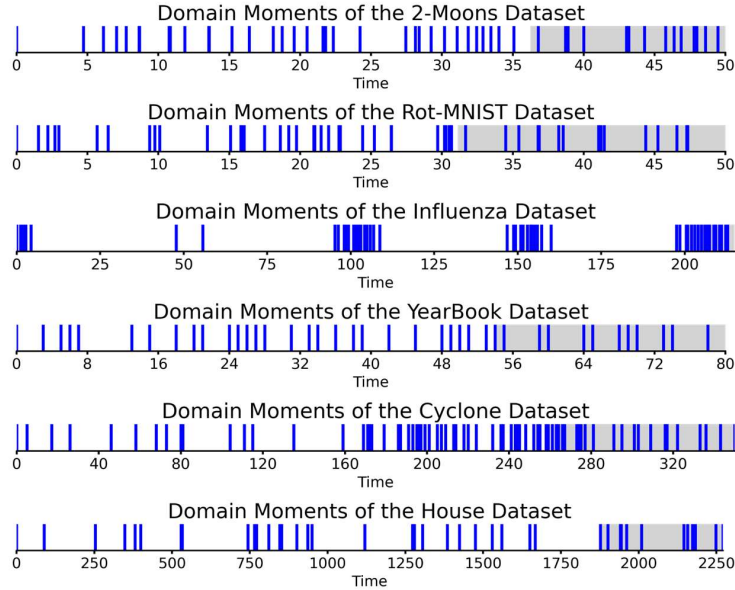 Domain Moments of the 2-Moons Dataset
0 5 10 15 20 25 30 35 40 45 50
Time
Domain Moments of the Rot-MNIST Dataset
0 5 10 15 20 25 30 35 40 45 50
Time
Domain Moments of the Influenza Dataset
0 25 50 75 100 125 150 175 200
Time
Domain Moments of the YearBook Dataset
0 8 16 24 32 40 48 56 64 72 80
Time
Domain Moments of the Cyclone Dataset
0 40 80 120 160 200 240 280 320
Time
Domain Moments of the House Dataset
0 250 500 750 1000 1250 1500 1750 2000 2250
Time